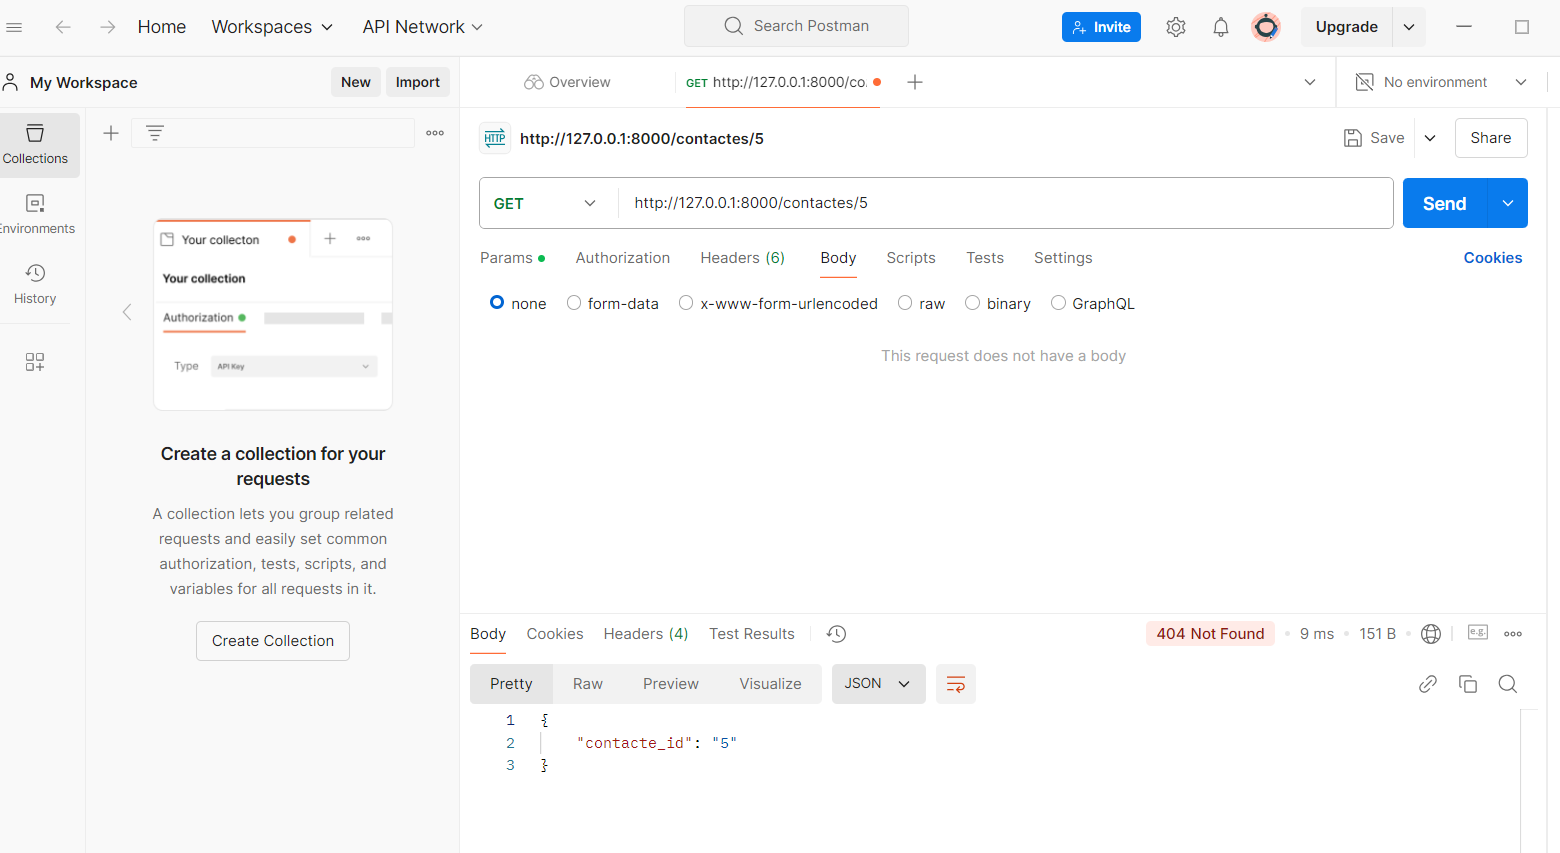 Home Workspaces API Network Search Postman Invite Upgrade
My Workspace New Import Overview GET http://127.0.0.1:8000/co. No environment
Collections
Environments
History
Your collecton
Your collection
Authorization
Type API Key
Create a collection for your
requests
A collection lets you group related
requests and easily set common
authorization, tests, scripts, and
variables for all requests in it.
Create Collection
HTTP http://127.0.0.1:8000/contactes/5 Save Share
GET http://127.0.0.1:8000/contactes/5 Send
Params Authorization Headers (6) Body Scripts Tests Settings Cookies
none form-data x-www-form-urlencoded raw binary GraphQL
This request does not have a body
Body Cookies Headers (4) Test Results 404 Not Found 9 ms 151 B e.g.
Pretty Raw Preview Visualize JSON
1 {
2 "contacte_id": "5"
3 }